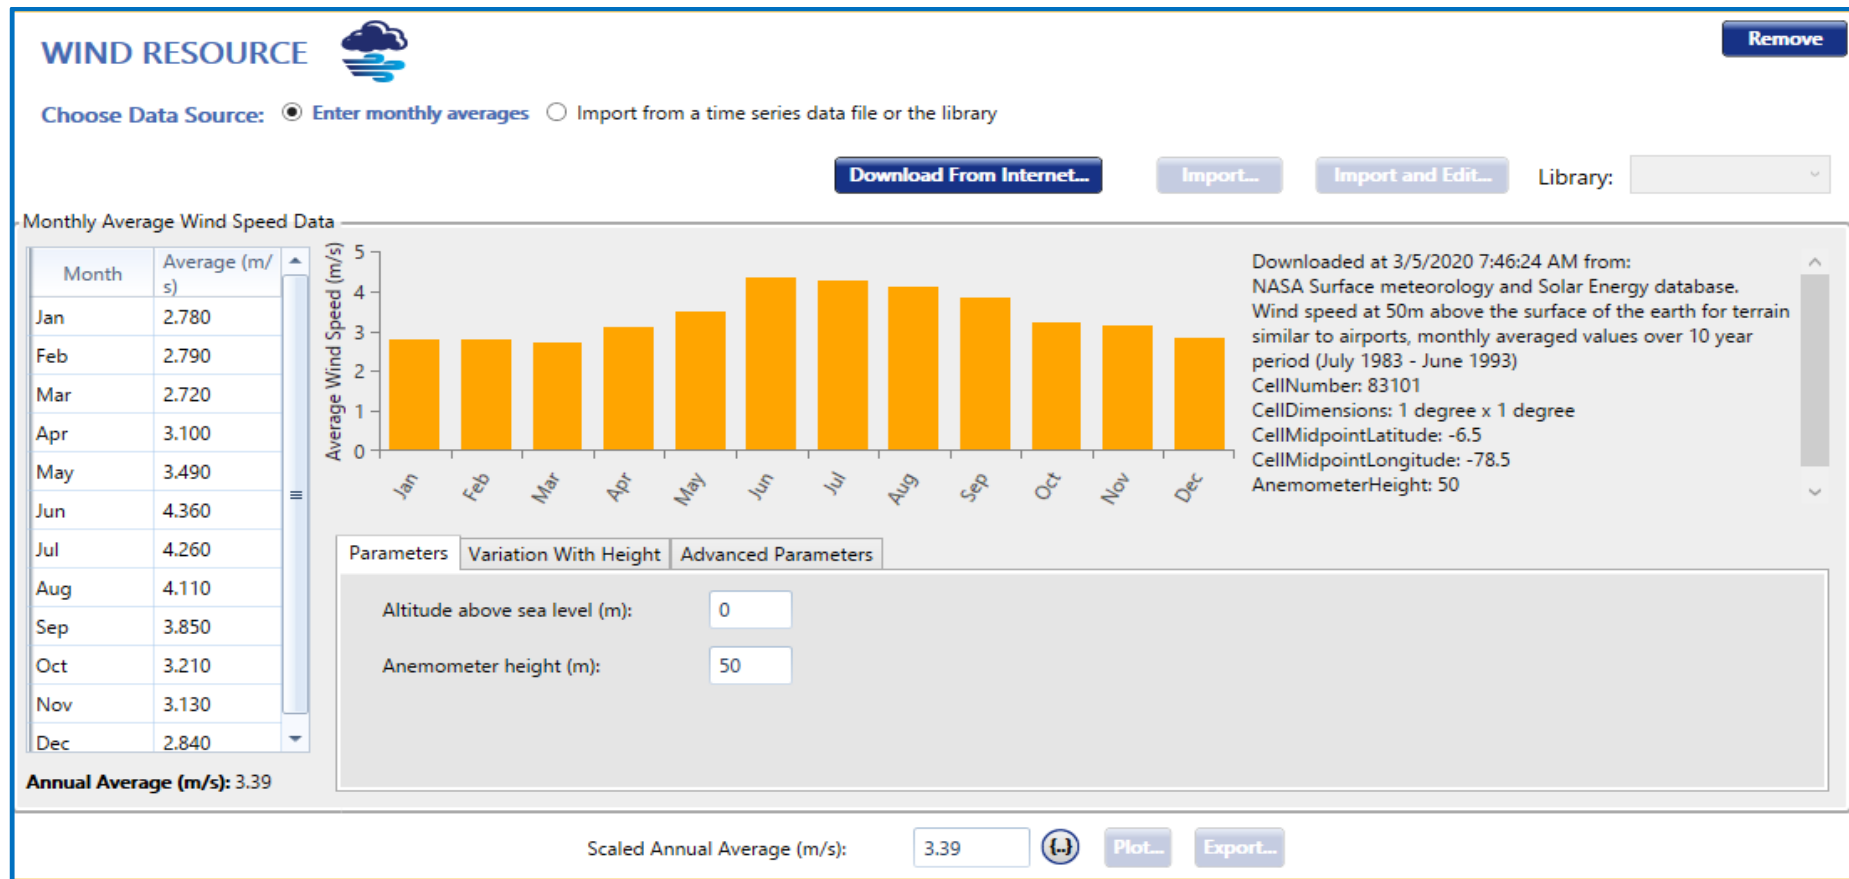 WIND RESOURCE
Remove
Choose Data Source: Enter monthly averages Import from a time series data file or the library
Download From Internet... Import... Import and Edit... Library:
Monthly Average Wind Speed Data
Month Average (m/
s)
Jan 2.780
Feb 2.790
Mar 2.720
Apr 3.100
May 3.490
Jun 4.360
Jul 4.260
Aug 4.110
Sep 3.850
Oct 3.210
Nov 3.130
Dec 2.840
Annual Average (m/s): 3.39
Average Wind Speed (m/s)
5
4
3
2
1
0
Jan Feb Mar Apr May Jun Jul Aug Sep Oct Nov Dec
Downloaded at 3/5/2020 7:46:24 AM from:
NASA Surface meteorology and Solar Energy database.
Wind speed at 50m above the surface of the earth for terrain
similar to airports, monthly averaged values over 10 year
period (July 1983 - June 1993)
CellNumber: 83101
CellDimensions: 1 degree x 1 degree
CellMidpointLatitude: -6.5
CellMidpointLongitude: -78.5
AnemometerHeight: 50
Parameters Variation With Height Advanced Parameters
Altitude above sea level (m): 0
Anemometer height (m): 50
Scaled Annual Average (m/s): 3.39 {..} Plot... Export...